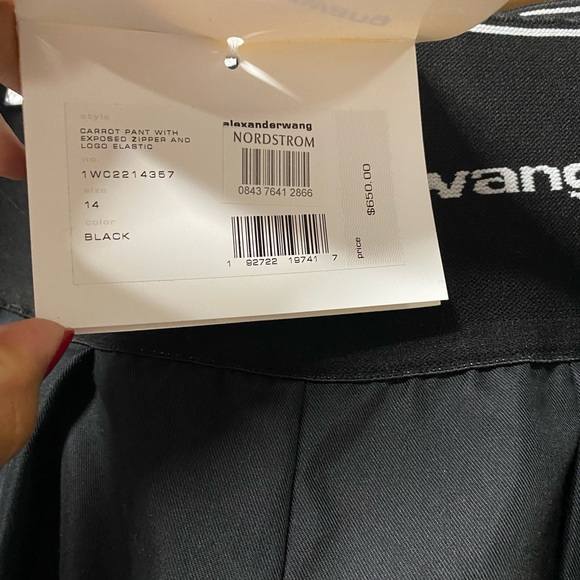 style
CARROT PANT WITH
EXPOSED ZIPPER AND
LOGO ELASTIC
no.
1WC2214357
size
14
color
BLACK
alexanderwang
NORDSTROM
0843 7641 2866
1 92722 19741 7
price
$650.00
wang